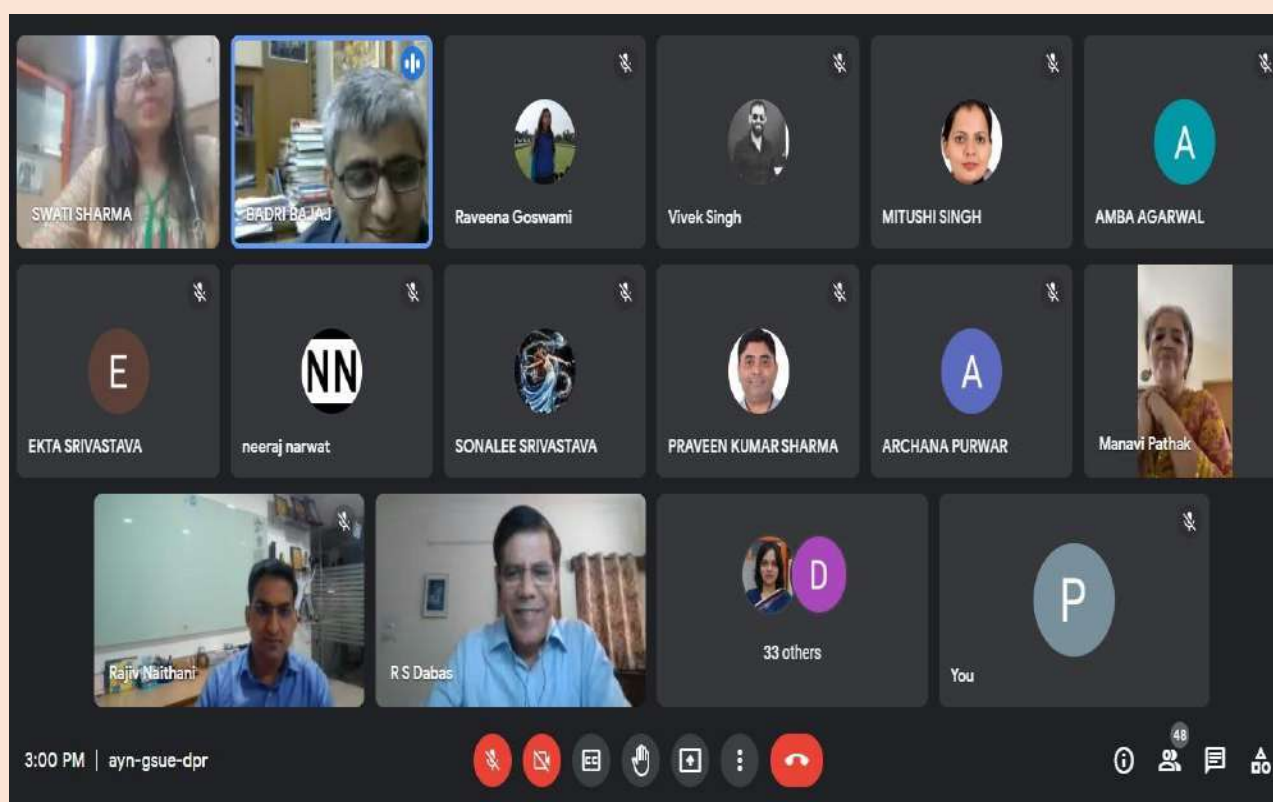 SWATI SHARMA
BADRI BAJAJ
Raveena Goswami
Vivek Singh
MITUSHI SINGH
A
AMBA AGARWAL
E
EKTA SRIVASTAVA
NN
neeraj narwat
SONALEE SRIVASTAVA
PRAVEEN KUMAR SHARMA
A
ARCHANA PURWAR
Manavi Pathak
Rajiv Naithani
R S Dabas
D
33 others
P
You
3:00 PM | ayn-gsue-dpr
CC
48